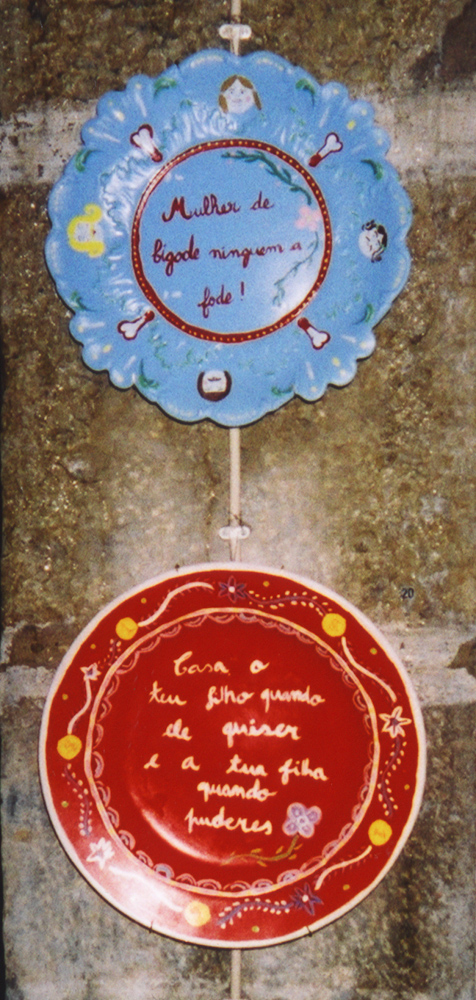 Mulher de
bigode ninguem a
fode!
20
Casa o
teu filho quando
ele quiser
e a tua filha
quando
puderes